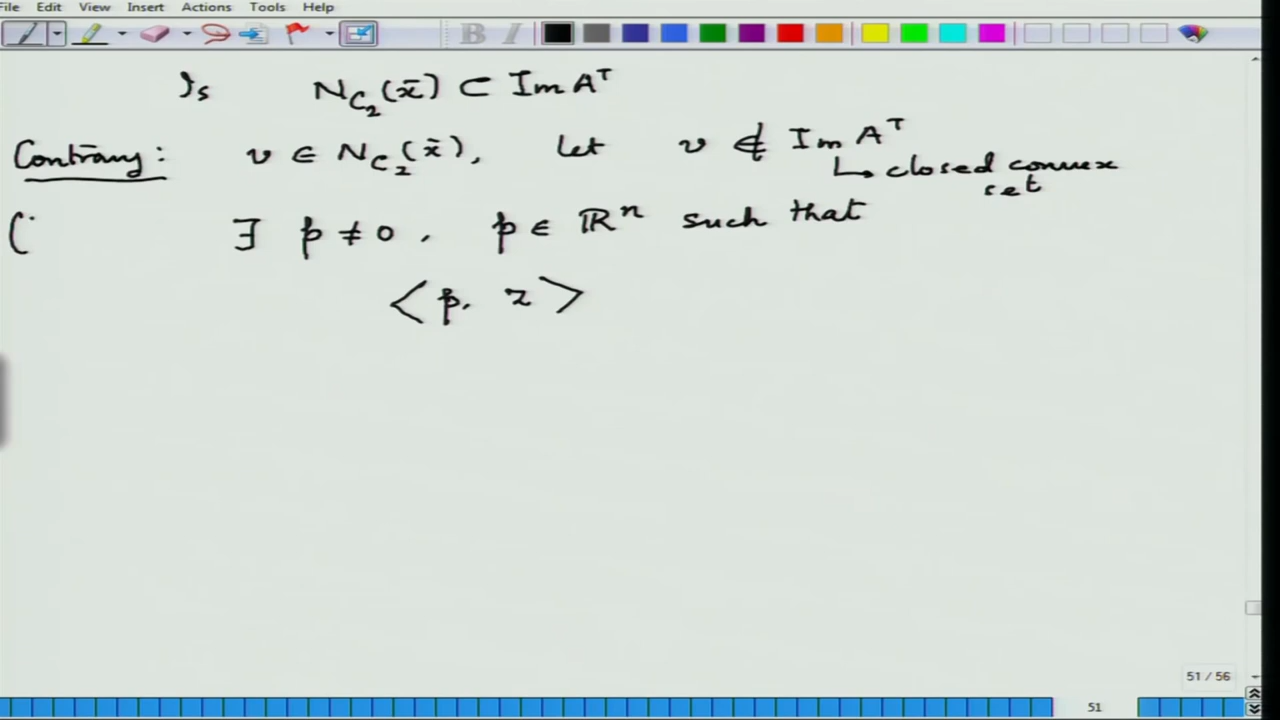 File Edit View Insert Actions Tools Help
B I
Is N_{C_2}(x̄) ⊂ Im A^T
Contrary: v ∈ N_{C_2}(x̄), let v ∉ Im A^T
↳ closed convex set
( ∃ p ≠ 0, p ∈ ℝ^n such that
<p, z>
51 / 56
51